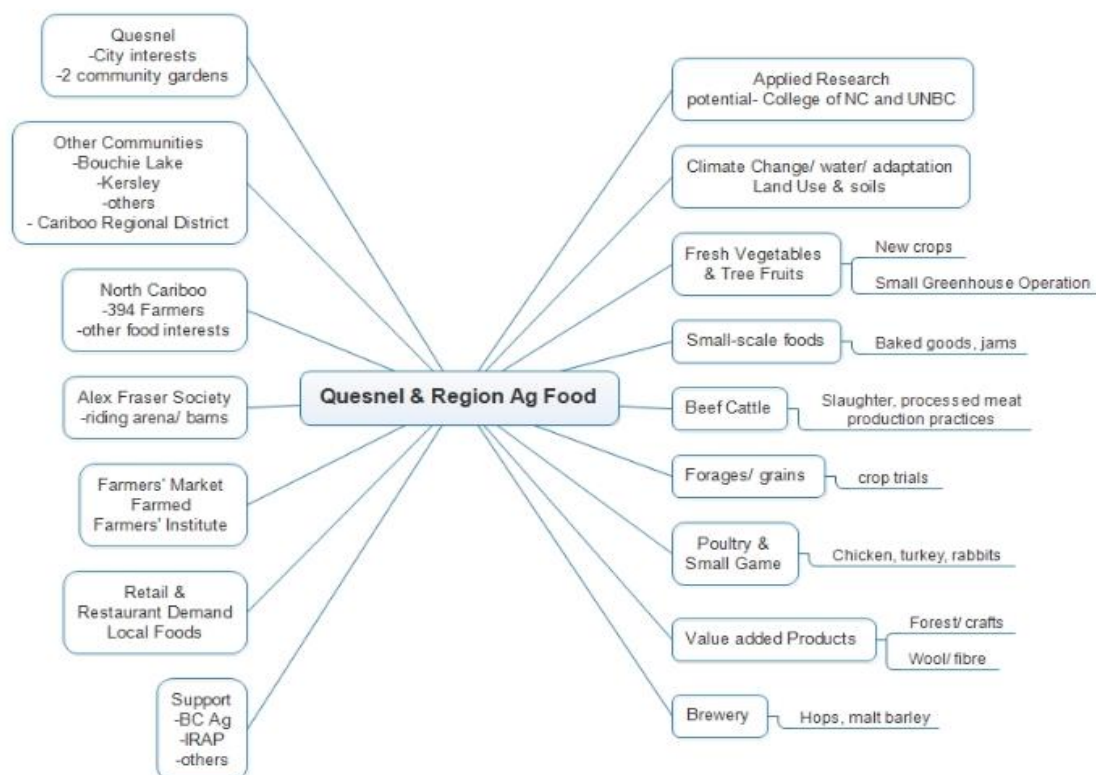 Quesnel
-City interests
-2 community gardens
Other Communities
-Bouchie Lake
-Kersley
-others
- Cariboo Regional District
North Cariboo
-394 Farmers
-other food interests
Alex Fraser Society
-riding arena/ barns
Farmers' Market
Farmed
Farmers' Institute
Retail &
Restaurant Demand
Local Foods
Support
-BC Ag
-IRAP
-others
Quesnel & Region Ag Food
Applied Research
potential- College of NC and UNBC
Climate Change/ water/ adaptation
Land Use & soils
Fresh Vegetables
& Tree Fruits
New crops
Small Greenhouse Operation
Small-scale foods
Baked goods, jams
Beef Cattle
Slaughter, processed meat
production practices
Forages/ grains
crop trials
Poultry &
Small Game
Chicken, turkey, rabbits
Value added Products
Forest/ crafts
Wool/ fibre
Brewery
Hops, malt barley